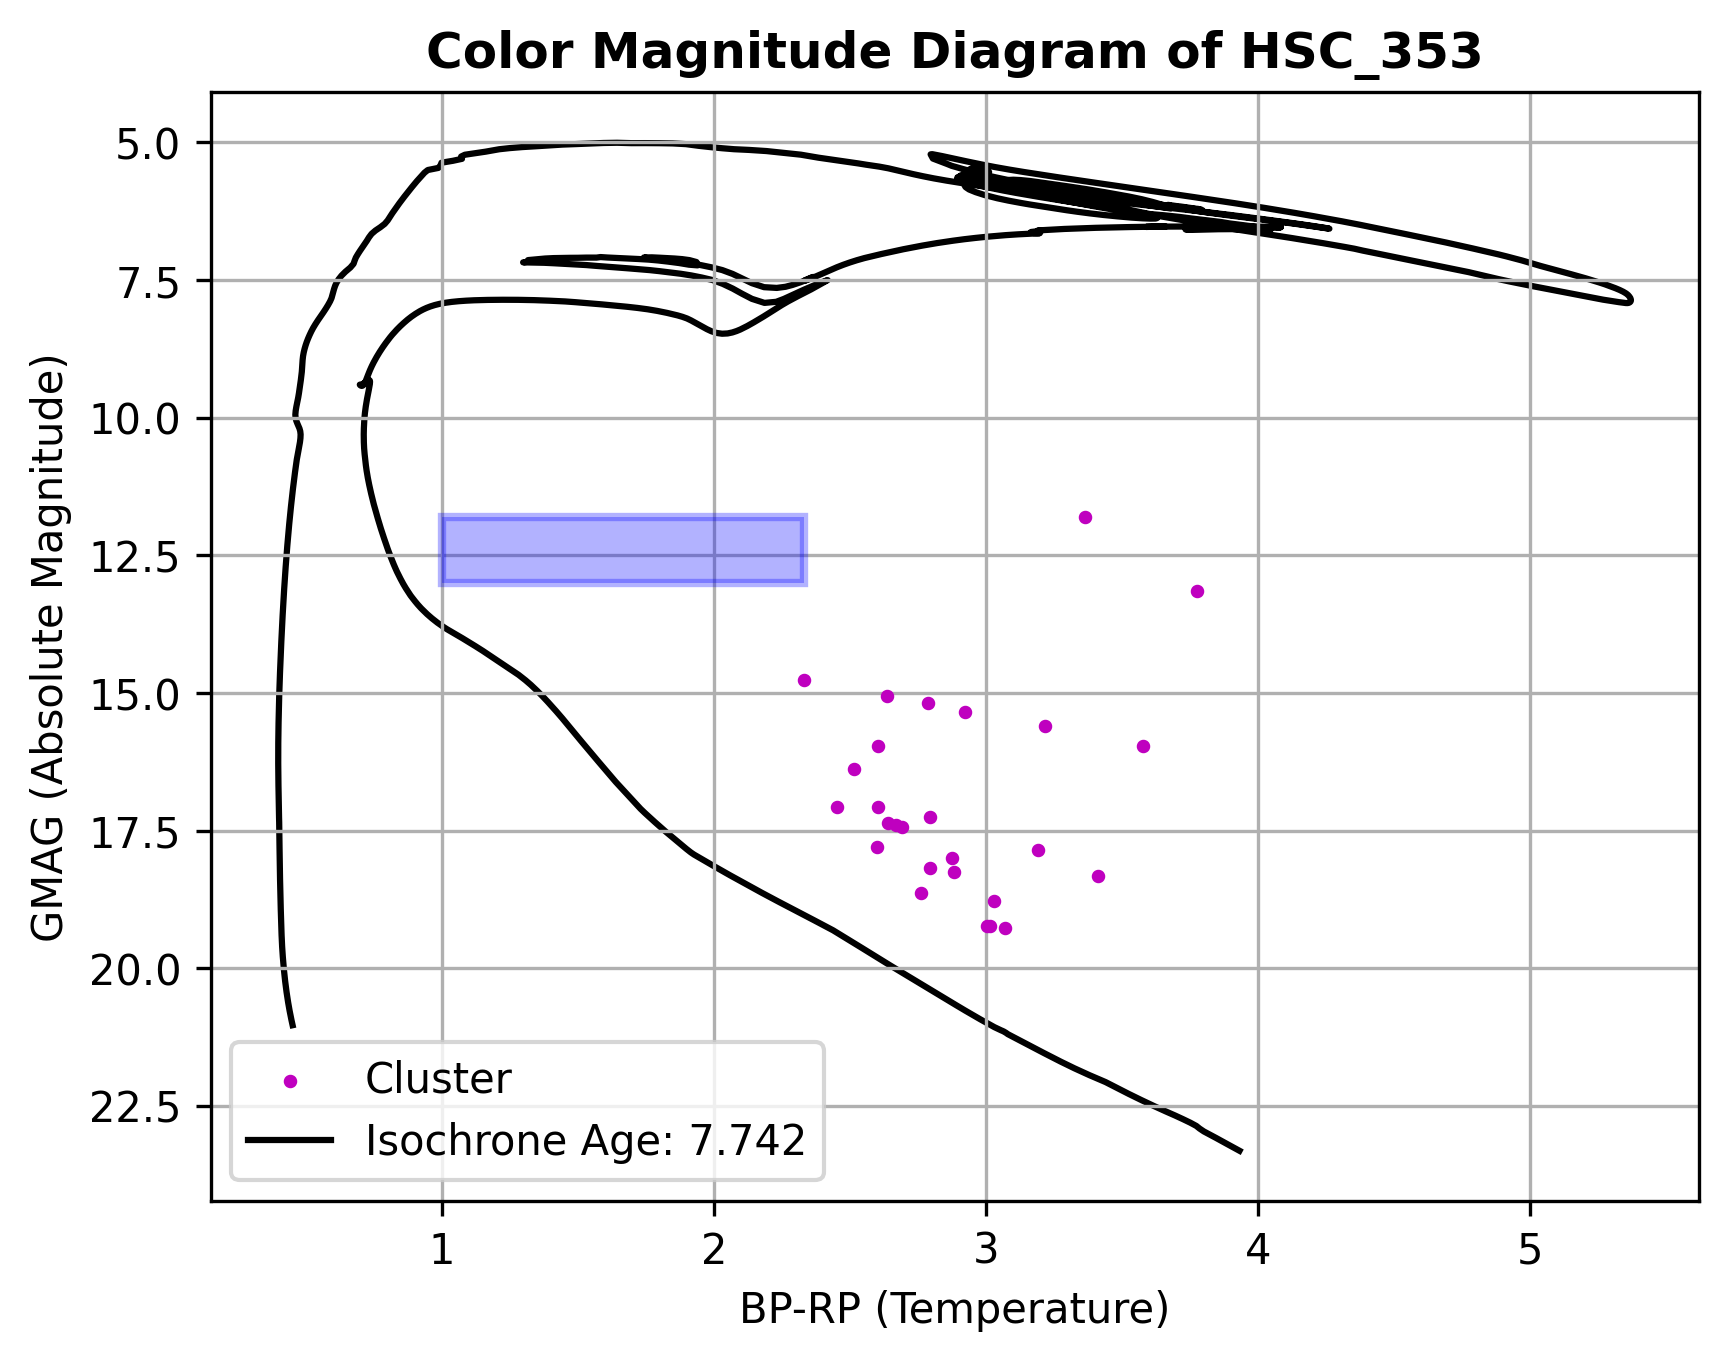 Color Magnitude Diagram of HSC_353
5.0
7.5
10.0
12.5
15.0
17.5
20.0
22.5
GMAG (Absolute Magnitude)
Cluster
Isochrone Age: 7.742
1 2 3 4 5
BP-RP (Temperature)